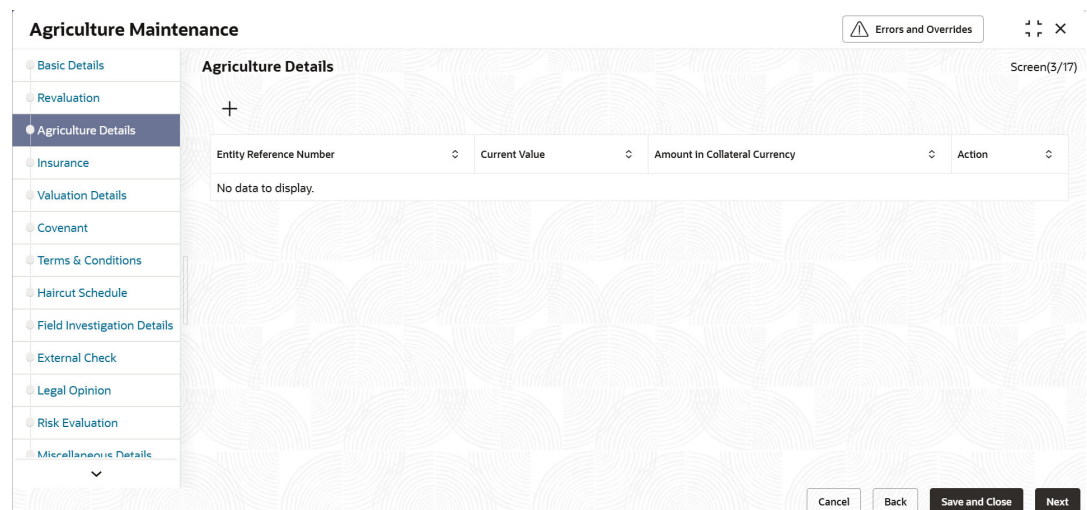 Agriculture Maintenance
Errors and Overrides
Basic Details
Revaluation
Agriculture Details
Insurance
Valuation Details
Covenant
Terms & Conditions
Haircut Schedule
Field Investigation Details
External Check
Legal Opinion
Risk Evaluation
Miscellaneous Details
Agriculture Details
Screen(3/17)
Entity Reference Number
Current Value
Amount in Collateral Currency
Action
No data to display.
Cancel
Back
Save and Close
Next